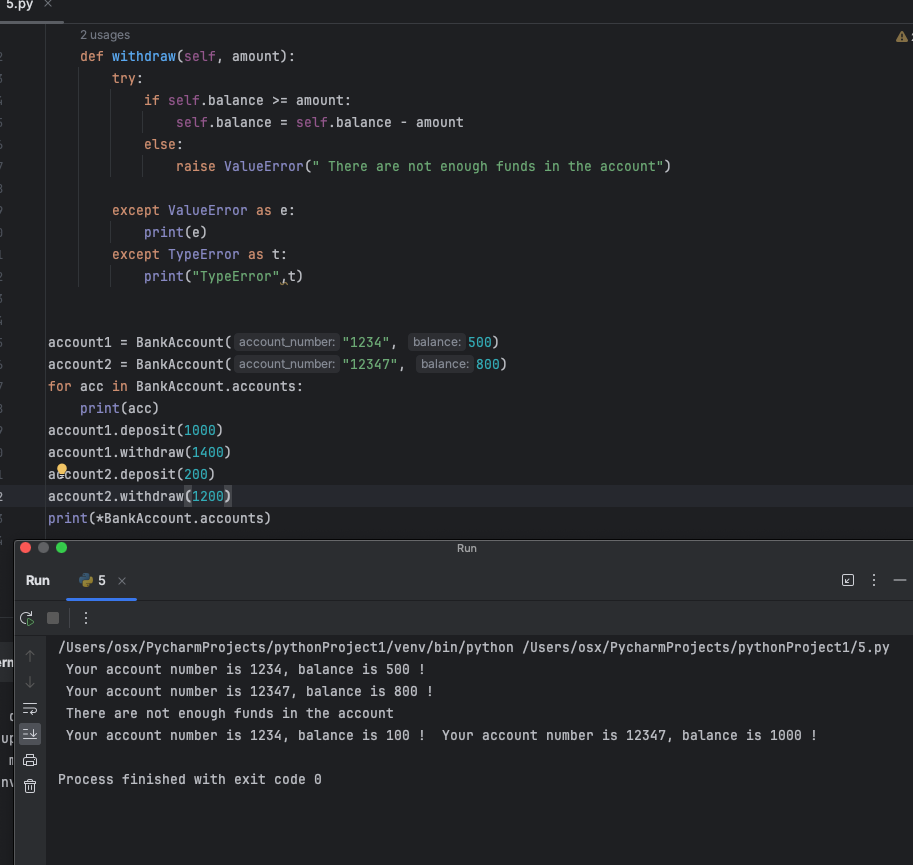 5.py ×
2 usages
def withdraw(self, amount):
try:
if self.balance >= amount:
self.balance = self.balance - amount
else:
raise ValueError(" There are not enough funds in the account")
except ValueError as e:
print(e)
except TypeError as t:
print("TypeError",t)
account1 = BankAccount( account_number: "1234", balance: 500)
account2 = BankAccount( account_number: "12347", balance: 800)
for acc in BankAccount.accounts:
print(acc)
account1.deposit(1000)
account1.withdraw(1400)
account2.deposit(200)
account2.withdraw(1200)
print(*BankAccount.accounts)
Run
Run 5 ×
/Users/osx/PycharmProjects/pythonProject1/venv/bin/python /Users/osx/PycharmProjects/pythonProject1/5.py
Your account number is 1234, balance is 500 !
Your account number is 12347, balance is 800 !
There are not enough funds in the account
Your account number is 1234, balance is 100 !  Your account number is 12347, balance is 1000 !
Process finished with exit code 0